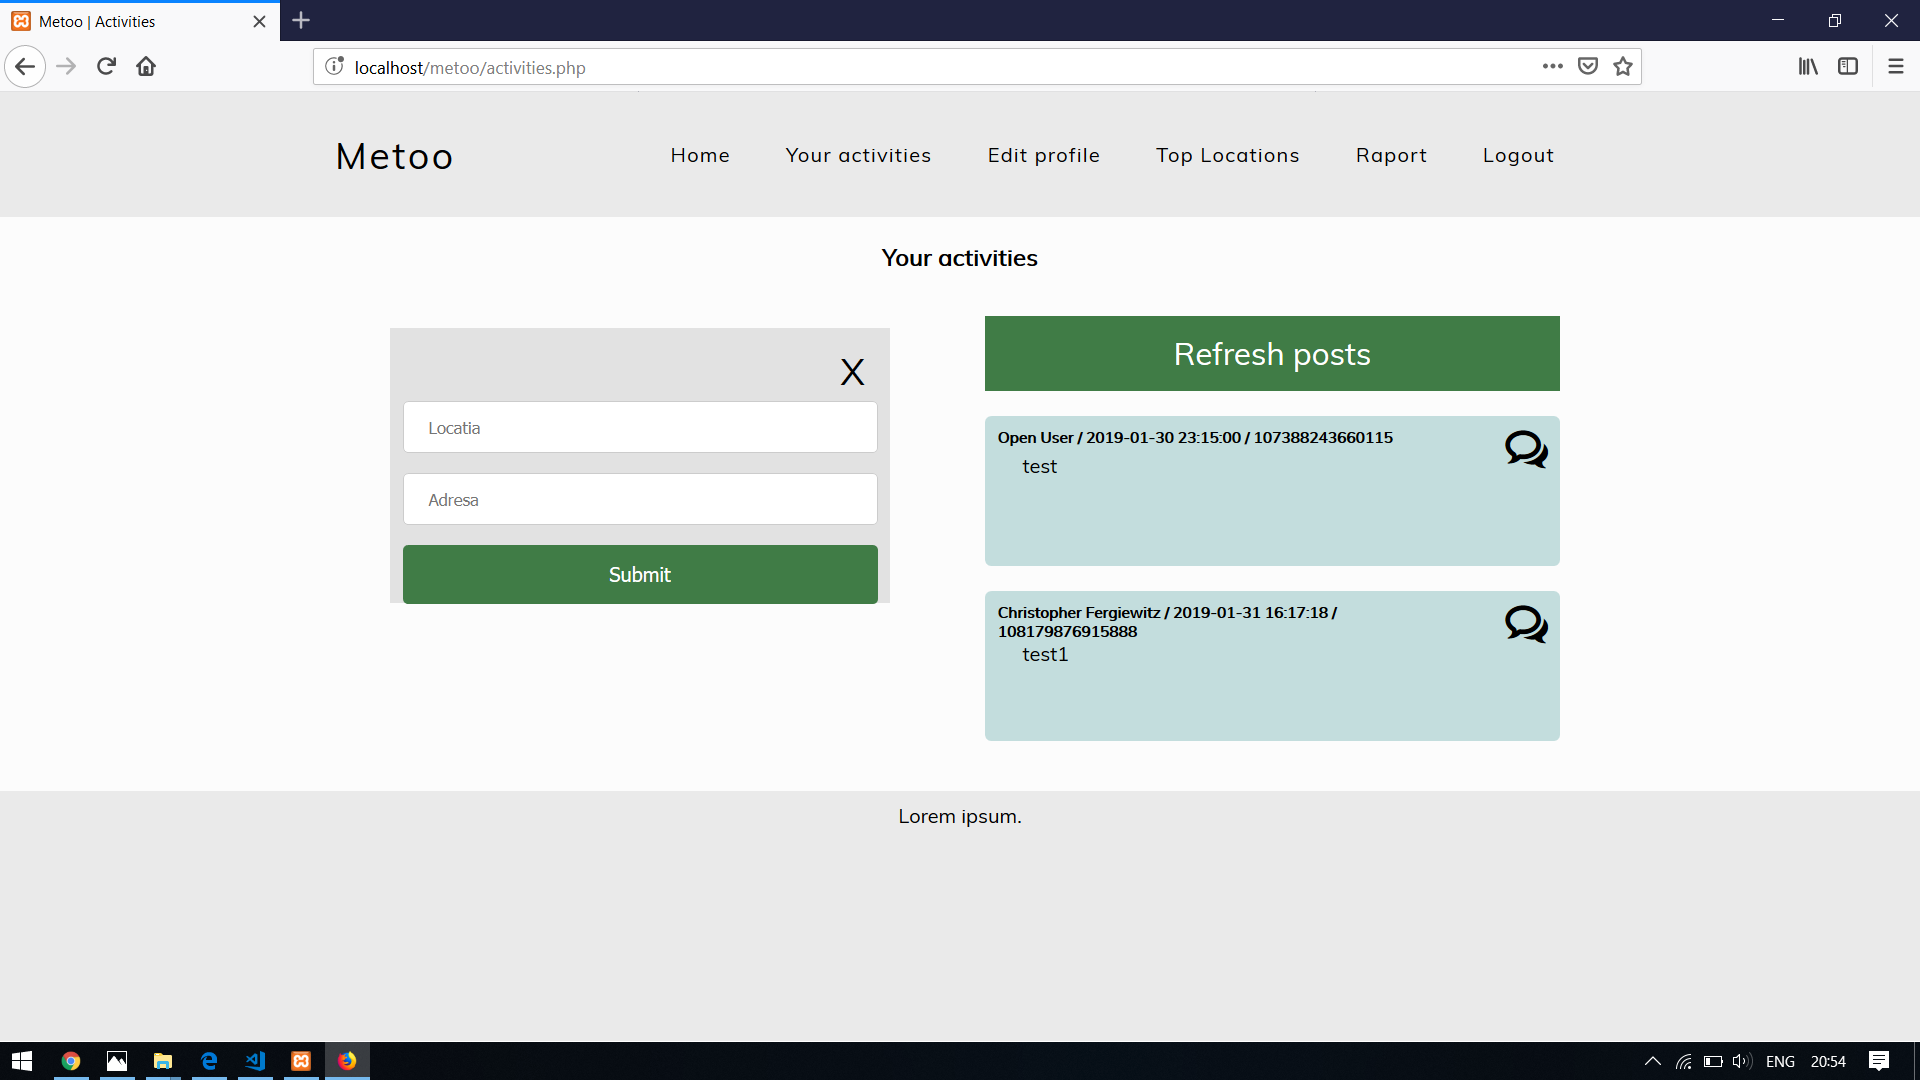 Metoo | Activities
localhost/metoo/activities.php
Metoo
Home
Your activities
Edit profile
Top Locations
Raport
Logout
Your activities
X
Locatia
Adresa
Submit
Refresh posts
Open User / 2019-01-30 23:15:00 / 107388243660115
test
Christopher Fergiewitz / 2019-01-31 16:17:18 /
108179876915888
test1
Lorem ipsum.
ENG
20:54